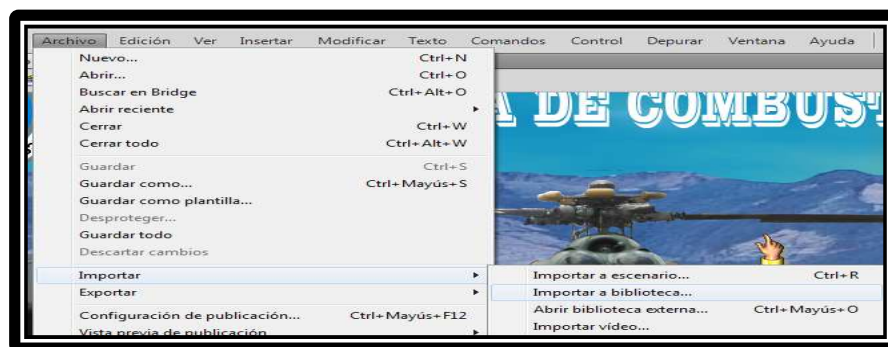 Archivo Edición Ver Insertar Modificar Texto Comandos Control Depurar Ventana Ayuda
Nuevo... Ctrl+N
Abrir... Ctrl+O
Buscar en Bridge Ctrl+Alt+O
Abrir reciente
Cerrar Ctrl+W
Cerrar todo Ctrl+Alt+W
Guardar Ctrl+S
Guardar como... Ctrl+Mayús+S
Guardar como plantilla...
Desproteger...
Guardar todo
Descartar cambios
Importar
Exportar
Configuración de publicación... Ctrl+Mayús+F12
Vista previa de publicación
DE COMBUST
Importar a escenario... Ctrl+R
Importar a biblioteca...
Abrir biblioteca externa... Ctrl+Mayús+O
Importar vídeo...